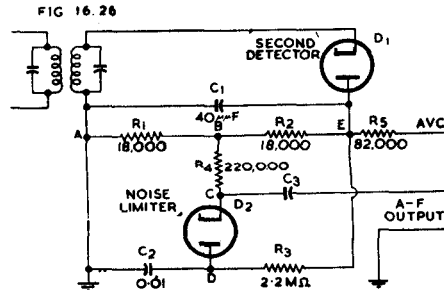 FIG 16.26
SECOND
DETECTOR
D1
C1
40μμF
A
R1
18,000
B
R2
18,000
E
R5
82,000
AVC
R4
220,000
C
C3
D2
NOISE
LIMITER
A-F
OUTPUT
C2
0.01
D
R3
2.2MΩ